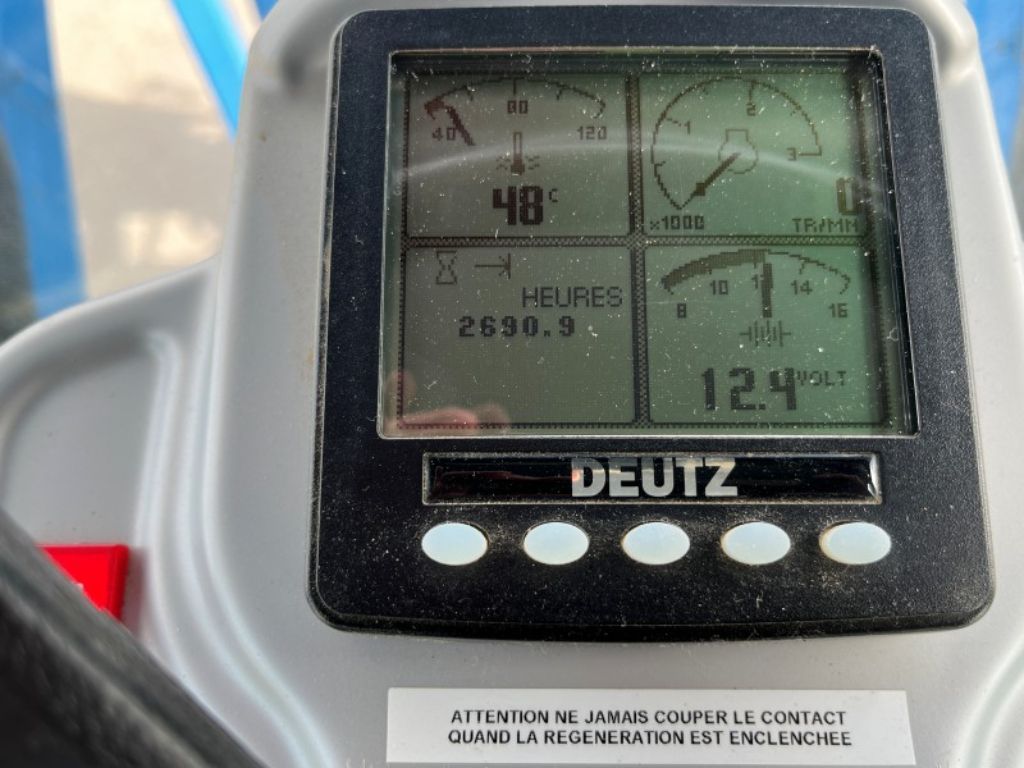 80
40 120
48 °C
2
1
3
0
x1000 TR/MN
HEURES
2690.9
10 14
8 16
12.4 VOLT
DEUTZ
ATTENTION NE JAMAIS COUPER LE CONTACT
QUAND LA REGENERATION EST ENCLENCHEE